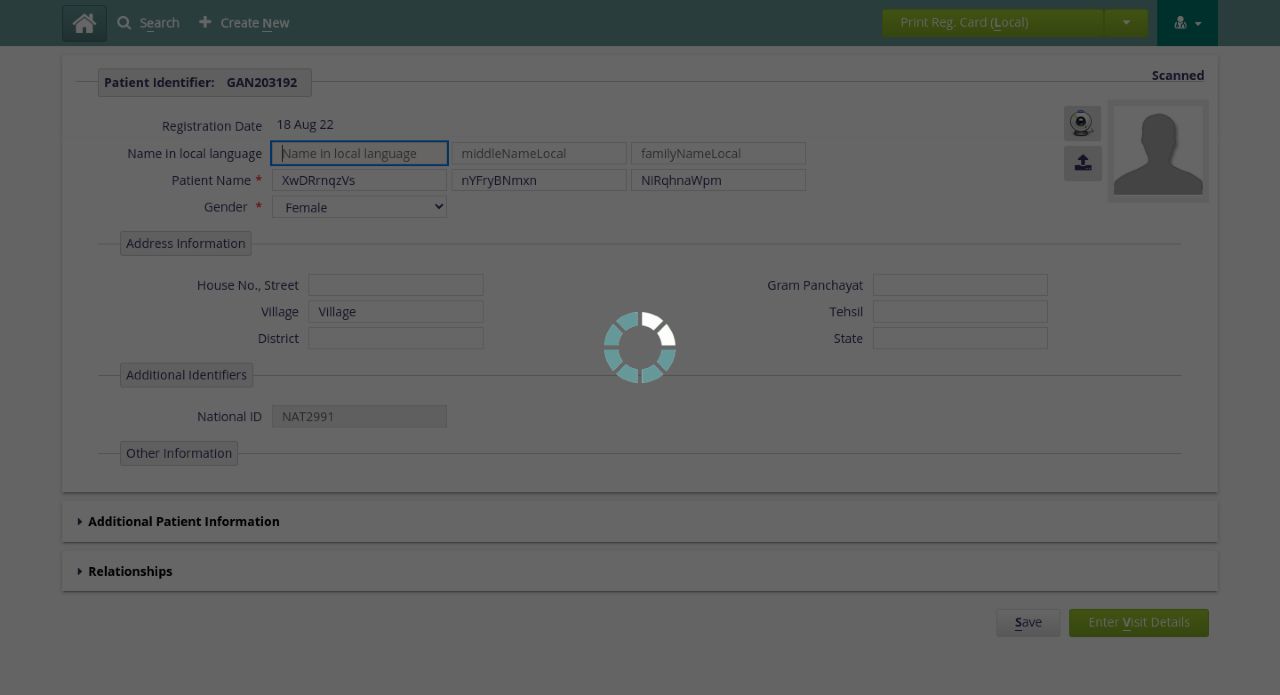 Search Create New Print Reg. Card (Local)
Patient Identifier: GAN203192 Scanned
Registration Date 18 Aug 22
Name in local language Name in local language middleNameLocal familyNameLocal
Patient Name * XwDRrnqzVs nYFryBNmxn NiRqhnaWpm
Gender * Female
Address Information
House No., Street Gram Panchayat
Village Village Tehsil
District State
Additional Identifiers
National ID NAT2991
Other Information
Additional Patient Information
Relationships
Save Enter Visit Details